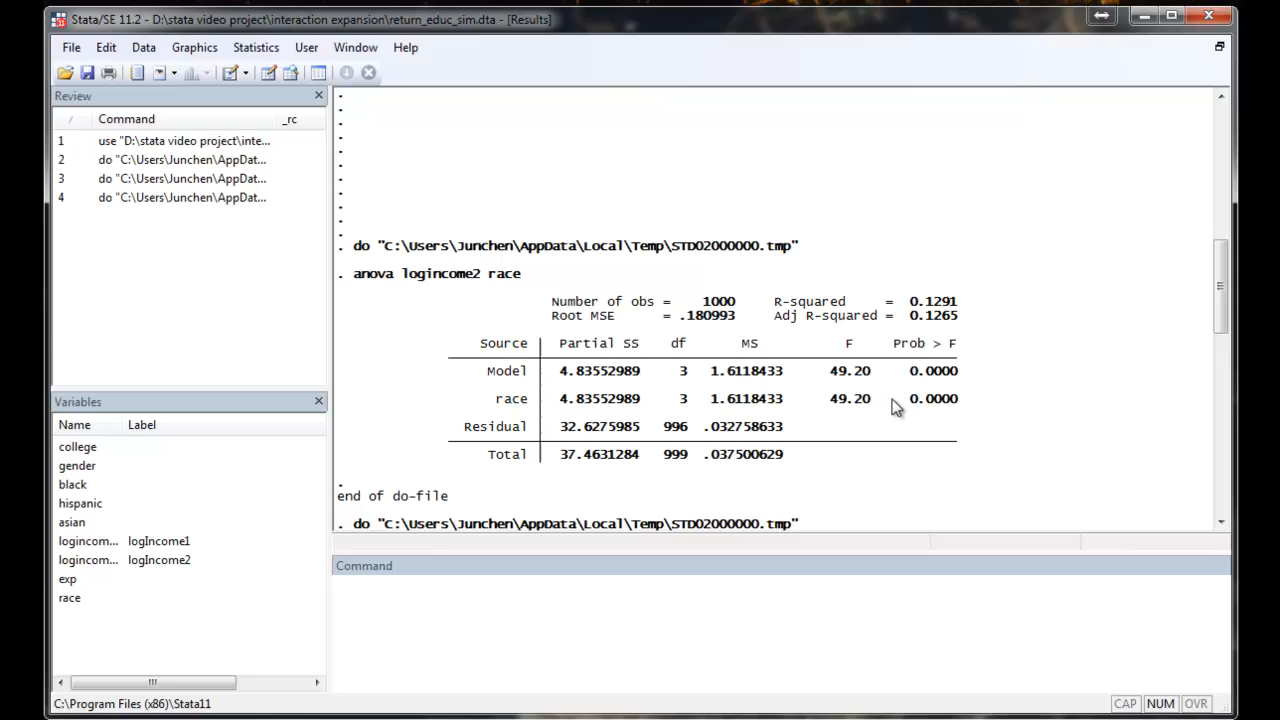 Stata/SE 11.2 - D:\stata video project\interaction expansion\return_educ_sim.dta - [Results]
File Edit Data Graphics Statistics User Window Help
Review
Command _rc
1 use "D:\stata video project\inte...
2 do "C:\Users\Junchen\AppDat...
3 do "C:\Users\Junchen\AppDat...
4 do "C:\Users\Junchen\AppDat...
Variables
Name Label
college
gender
black
hispanic
asian
logincom... logIncome1
logincom... logIncome2
exp
race
.
.
.
.
.
.
.
.
.
.
.
. do "C:\Users\Junchen\AppData\Local\Temp\STD02000000.tmp"
. anova logincome2 race
Number of obs = 1000 R-squared = 0.1291
Root MSE = .180993 Adj R-squared = 0.1265
Source Partial SS df MS F Prob > F
Model 4.83552989 3 1.6118433 49.20 0.0000
race 4.83552989 3 1.6118433 49.20 0.0000
Residual 32.6275985 996 .032758633
Total 37.4631284 999 .037500629
.
end of do-file
. do "C:\Users\Junchen\AppData\Local\Temp\STD02000000.tmp"
Command
C:\Program Files (x86)\Stata11
CAP NUM OVR